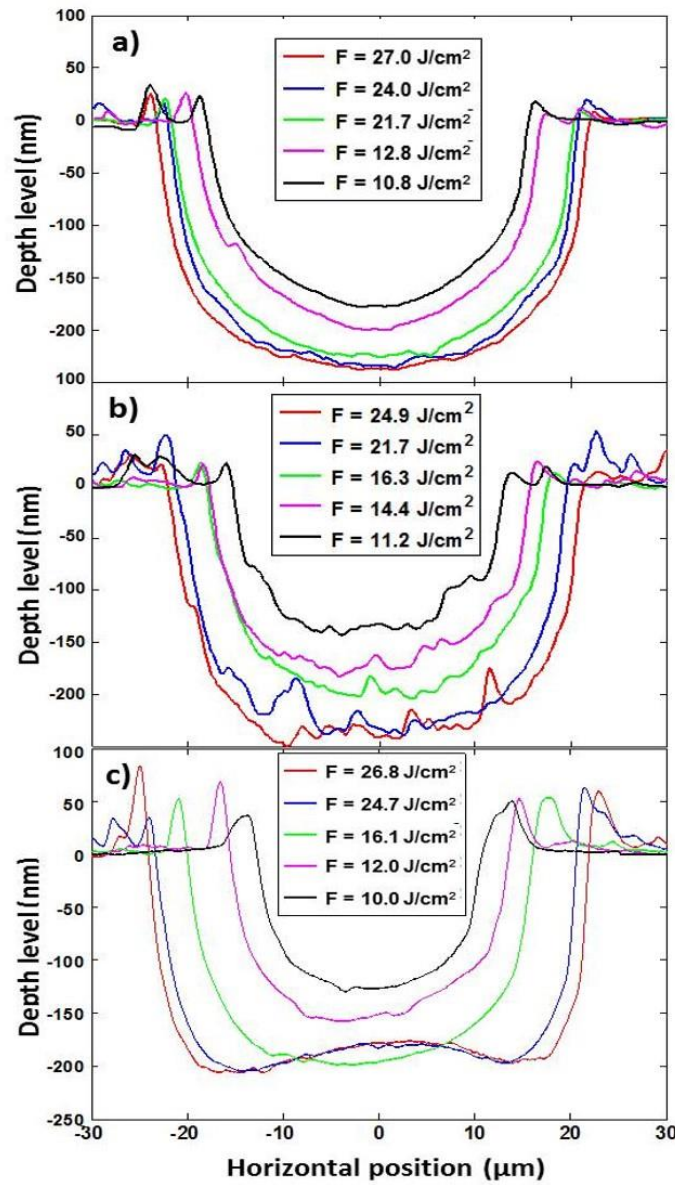 100
50
0
-50
-100
-150
-200
Depth level (nm)
a)
F = 27.0 J/cm²
F = 24.0 J/cm²
F = 21.7 J/cm²
F = 12.8 J/cm²
F = 10.8 J/cm²
100
50
0
-50
-100
-150
-200
Depth level (nm)
b)
F = 24.9 J/cm²
F = 21.7 J/cm²
F = 16.3 J/cm²
F = 14.4 J/cm²
F = 11.2 J/cm²
100
50
0
-50
-100
-150
-200
-250
Depth level (nm)
c)
F = 26.8 J/cm²
F = 24.7 J/cm²
F = 16.1 J/cm²
F = 12.0 J/cm²
F = 10.0 J/cm²
-30 -20 -10 0 10 20 30
Horizontal position (μm)